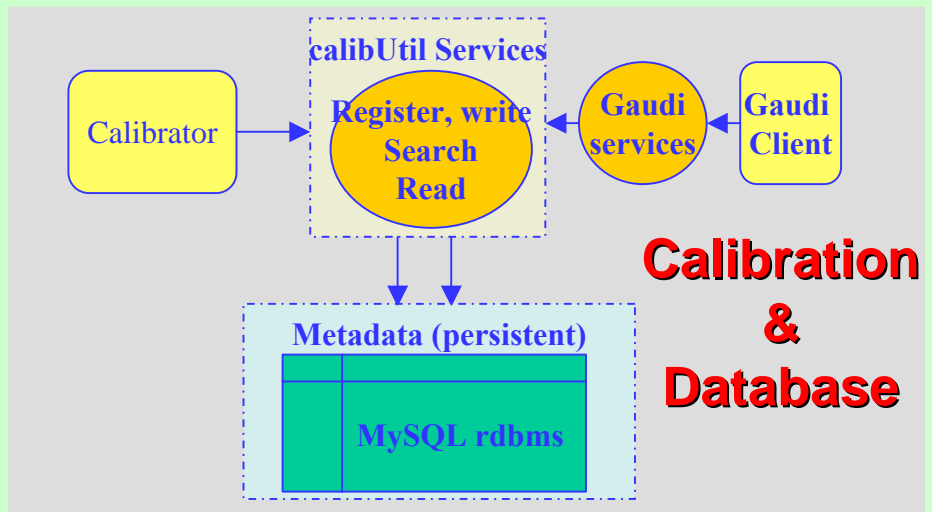 calibUtil Services
Calibrator
Register, write
Search
Read
Gaudi
services
Gaudi
Client
Calibration
&
Database
Metadata (persistent)
MySQL rdbms